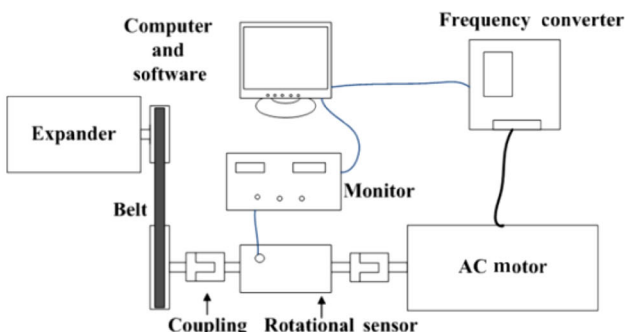 Computer
and
software
Frequency converter
Expander
Monitor
Belt
AC motor
Coupling
Rotational sensor